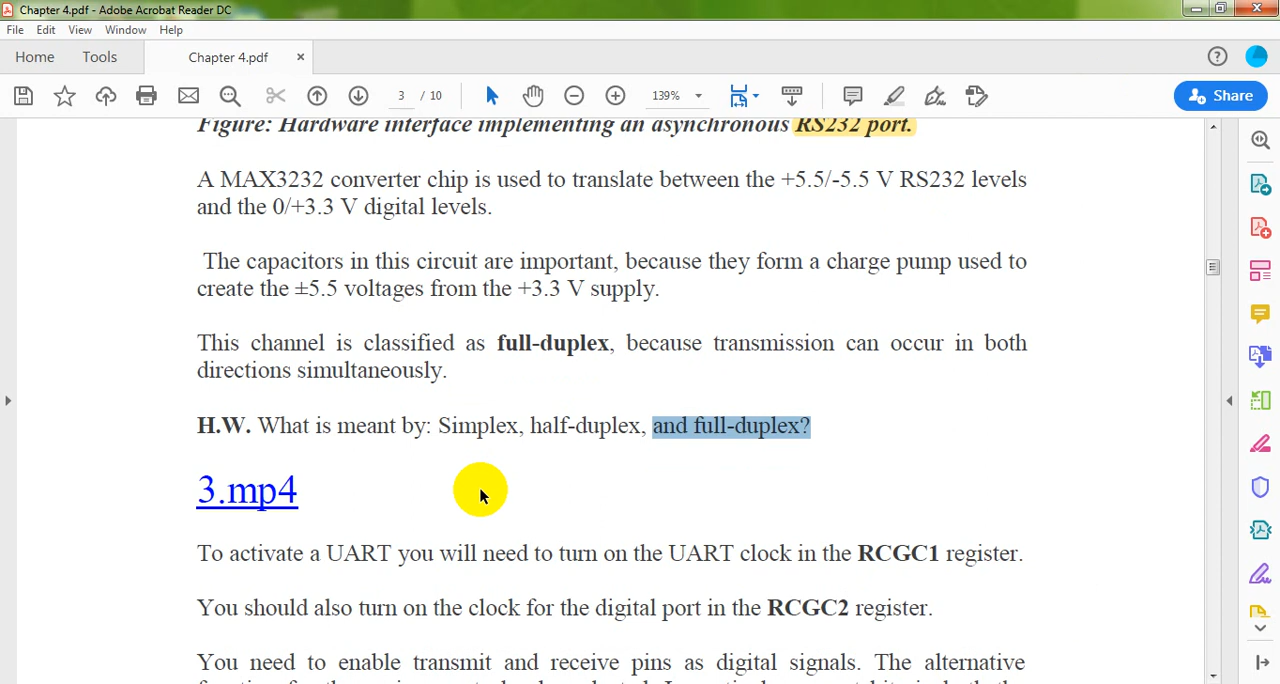 Chapter 4.pdf - Adobe Acrobat Reader DC
File Edit View Window Help
Home Tools Chapter 4.pdf ×
3 / 10 139% Share
Figure: Hardware interface implementing an asynchronous RS232 port.
A MAX3232 converter chip is used to translate between the +5.5/-5.5 V RS232 levels
and the 0/+3.3 V digital levels.
The capacitors in this circuit are important, because they form a charge pump used to
create the ±5.5 voltages from the +3.3 V supply.
This channel is classified as full-duplex, because transmission can occur in both
directions simultaneously.
H.W. What is meant by: Simplex, half-duplex, and full-duplex?
3.mp4
To activate a UART you will need to turn on the UART clock in the RCGC1 register.
You should also turn on the clock for the digital port in the RCGC2 register.
You need to enable transmit and receive pins as digital signals. The alternative